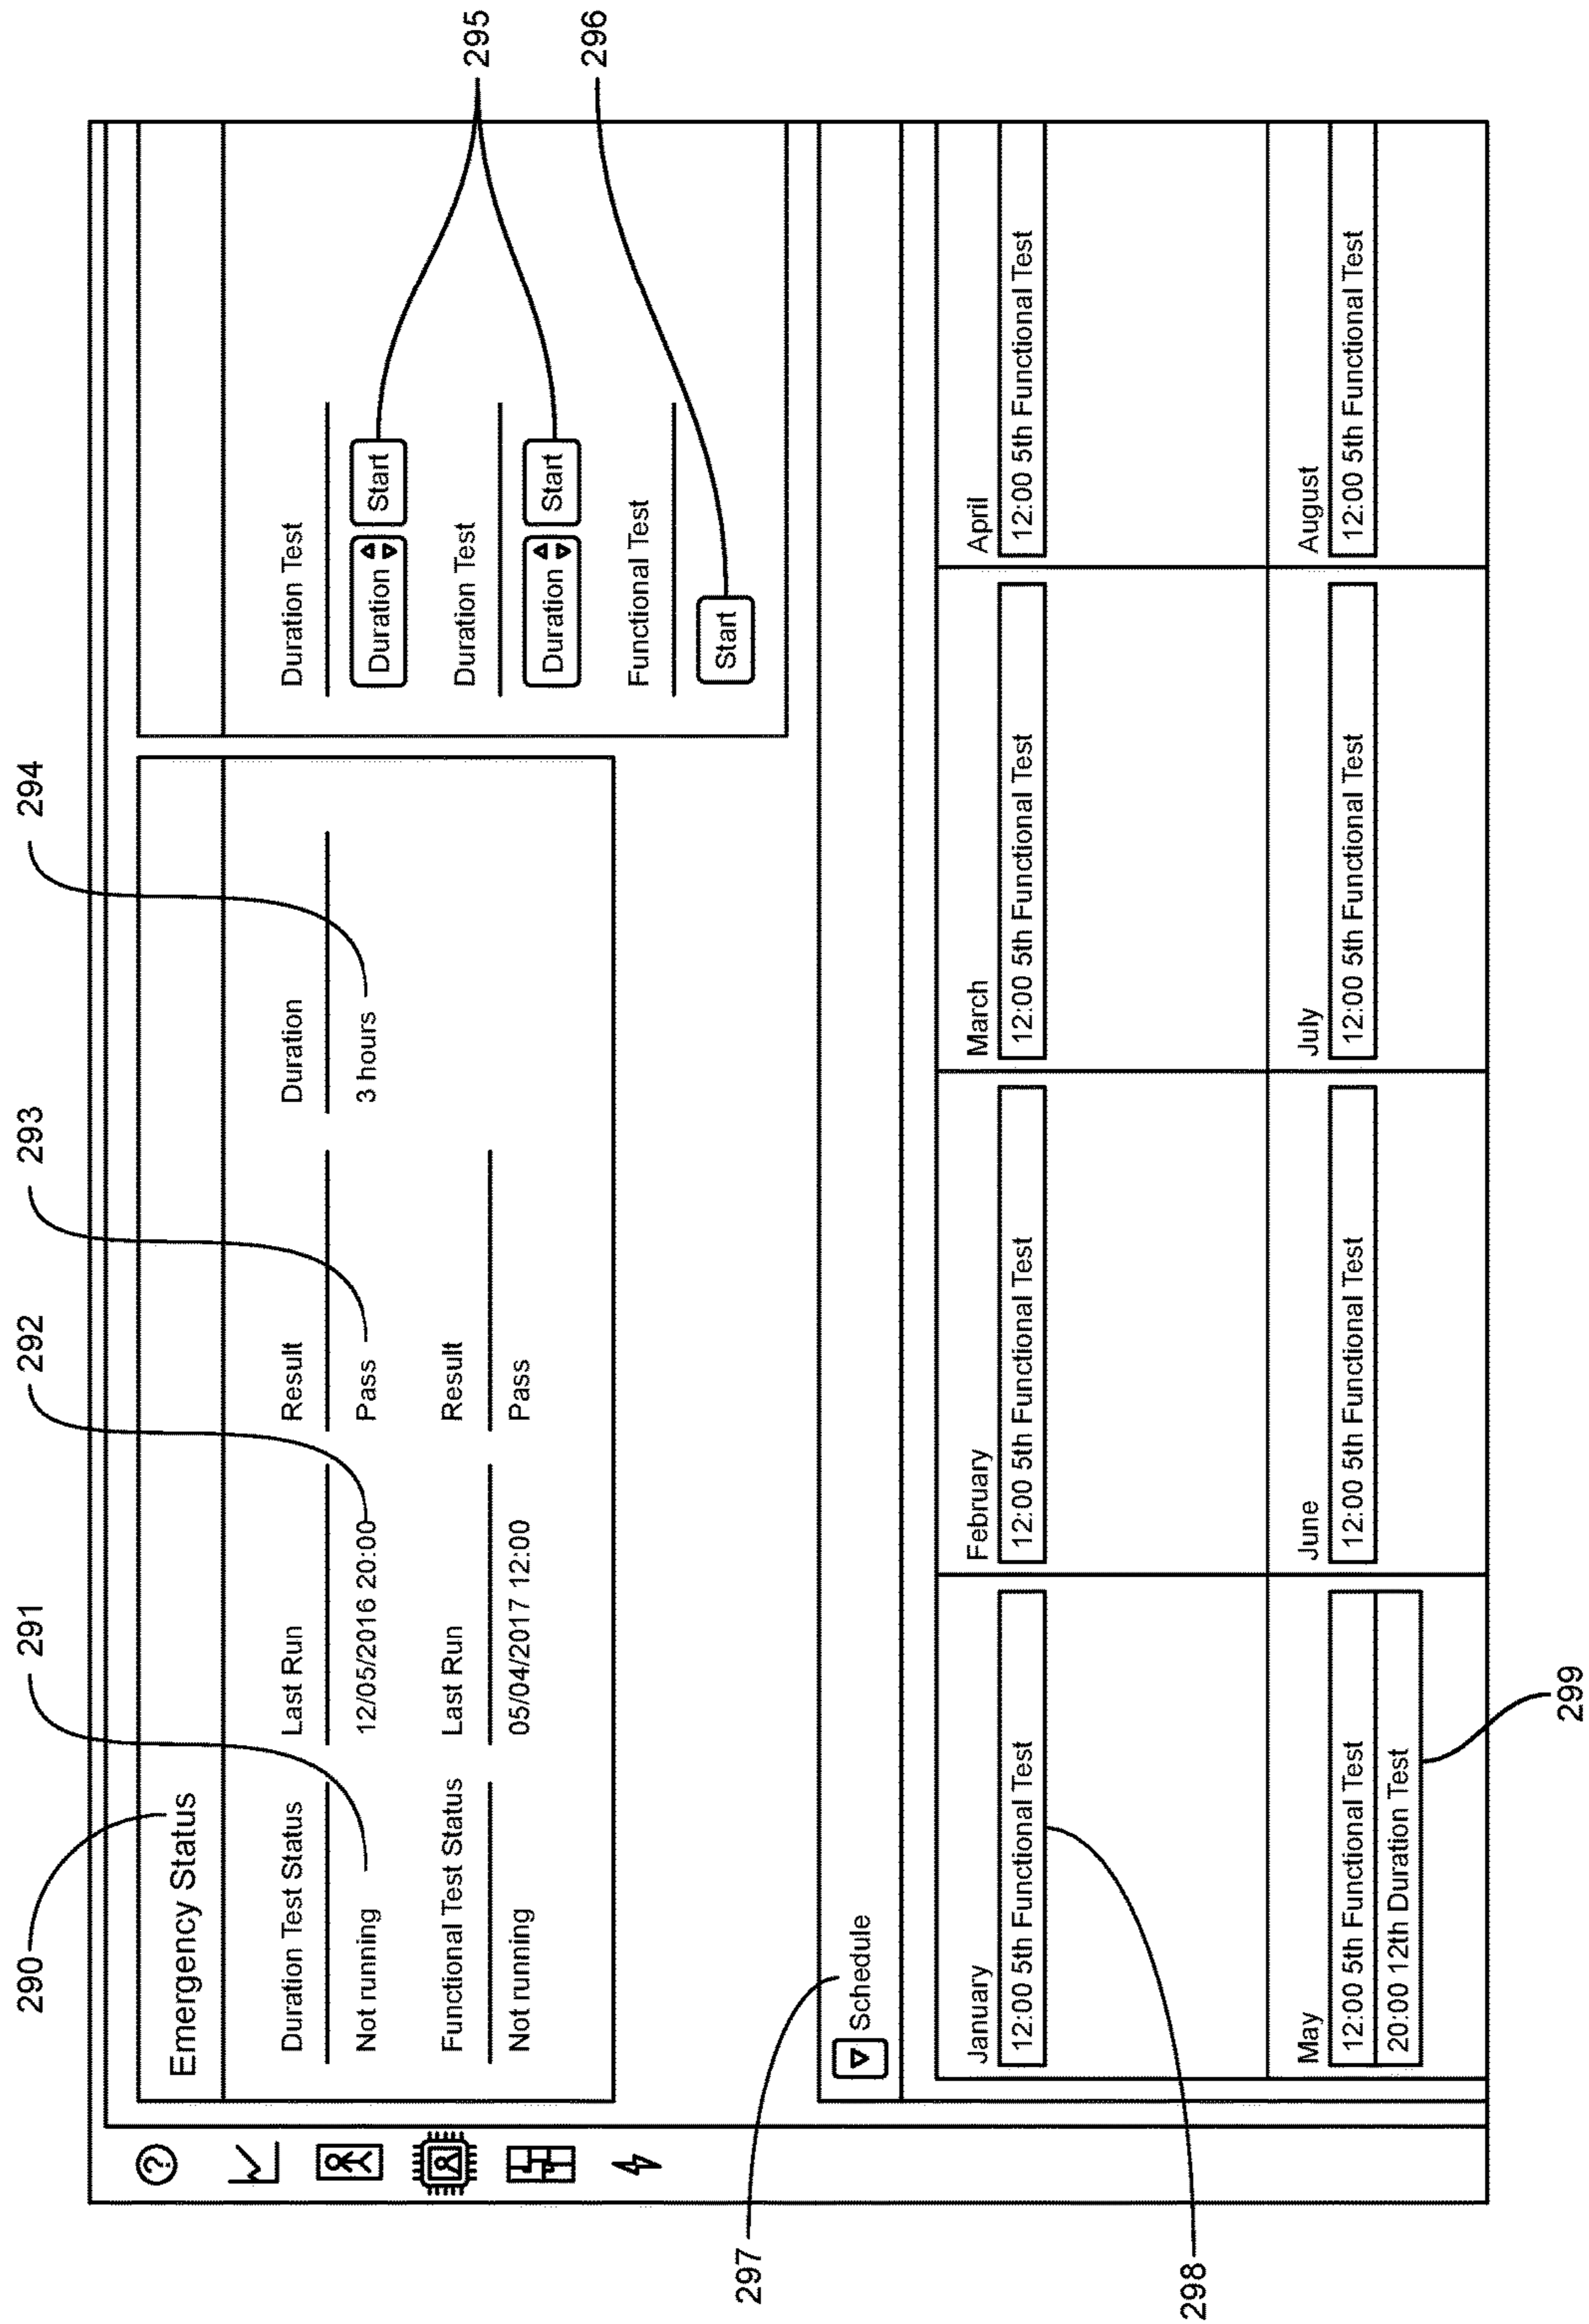 290
291
292
293
294
295
296
Emergency Status
Duration Test Status Last Run Result Duration
Not running 12/05/2016 20:00 Pass 3 hours
Functional Test Status Last Run Result
Not running 05/04/2017 12:00 Pass
Duration Test
Duration Start
Duration Test
Duration Start
Functional Test
Start
297
Schedule
January February March April
12:00 5th Functional Test 12:00 5th Functional Test 12:00 5th Functional Test 12:00 5th Functional Test
298
May June July August
12:00 5th Functional Test 12:00 5th Functional Test 12:00 5th Functional Test 12:00 5th Functional Test
20:00 12th Duration Test
299